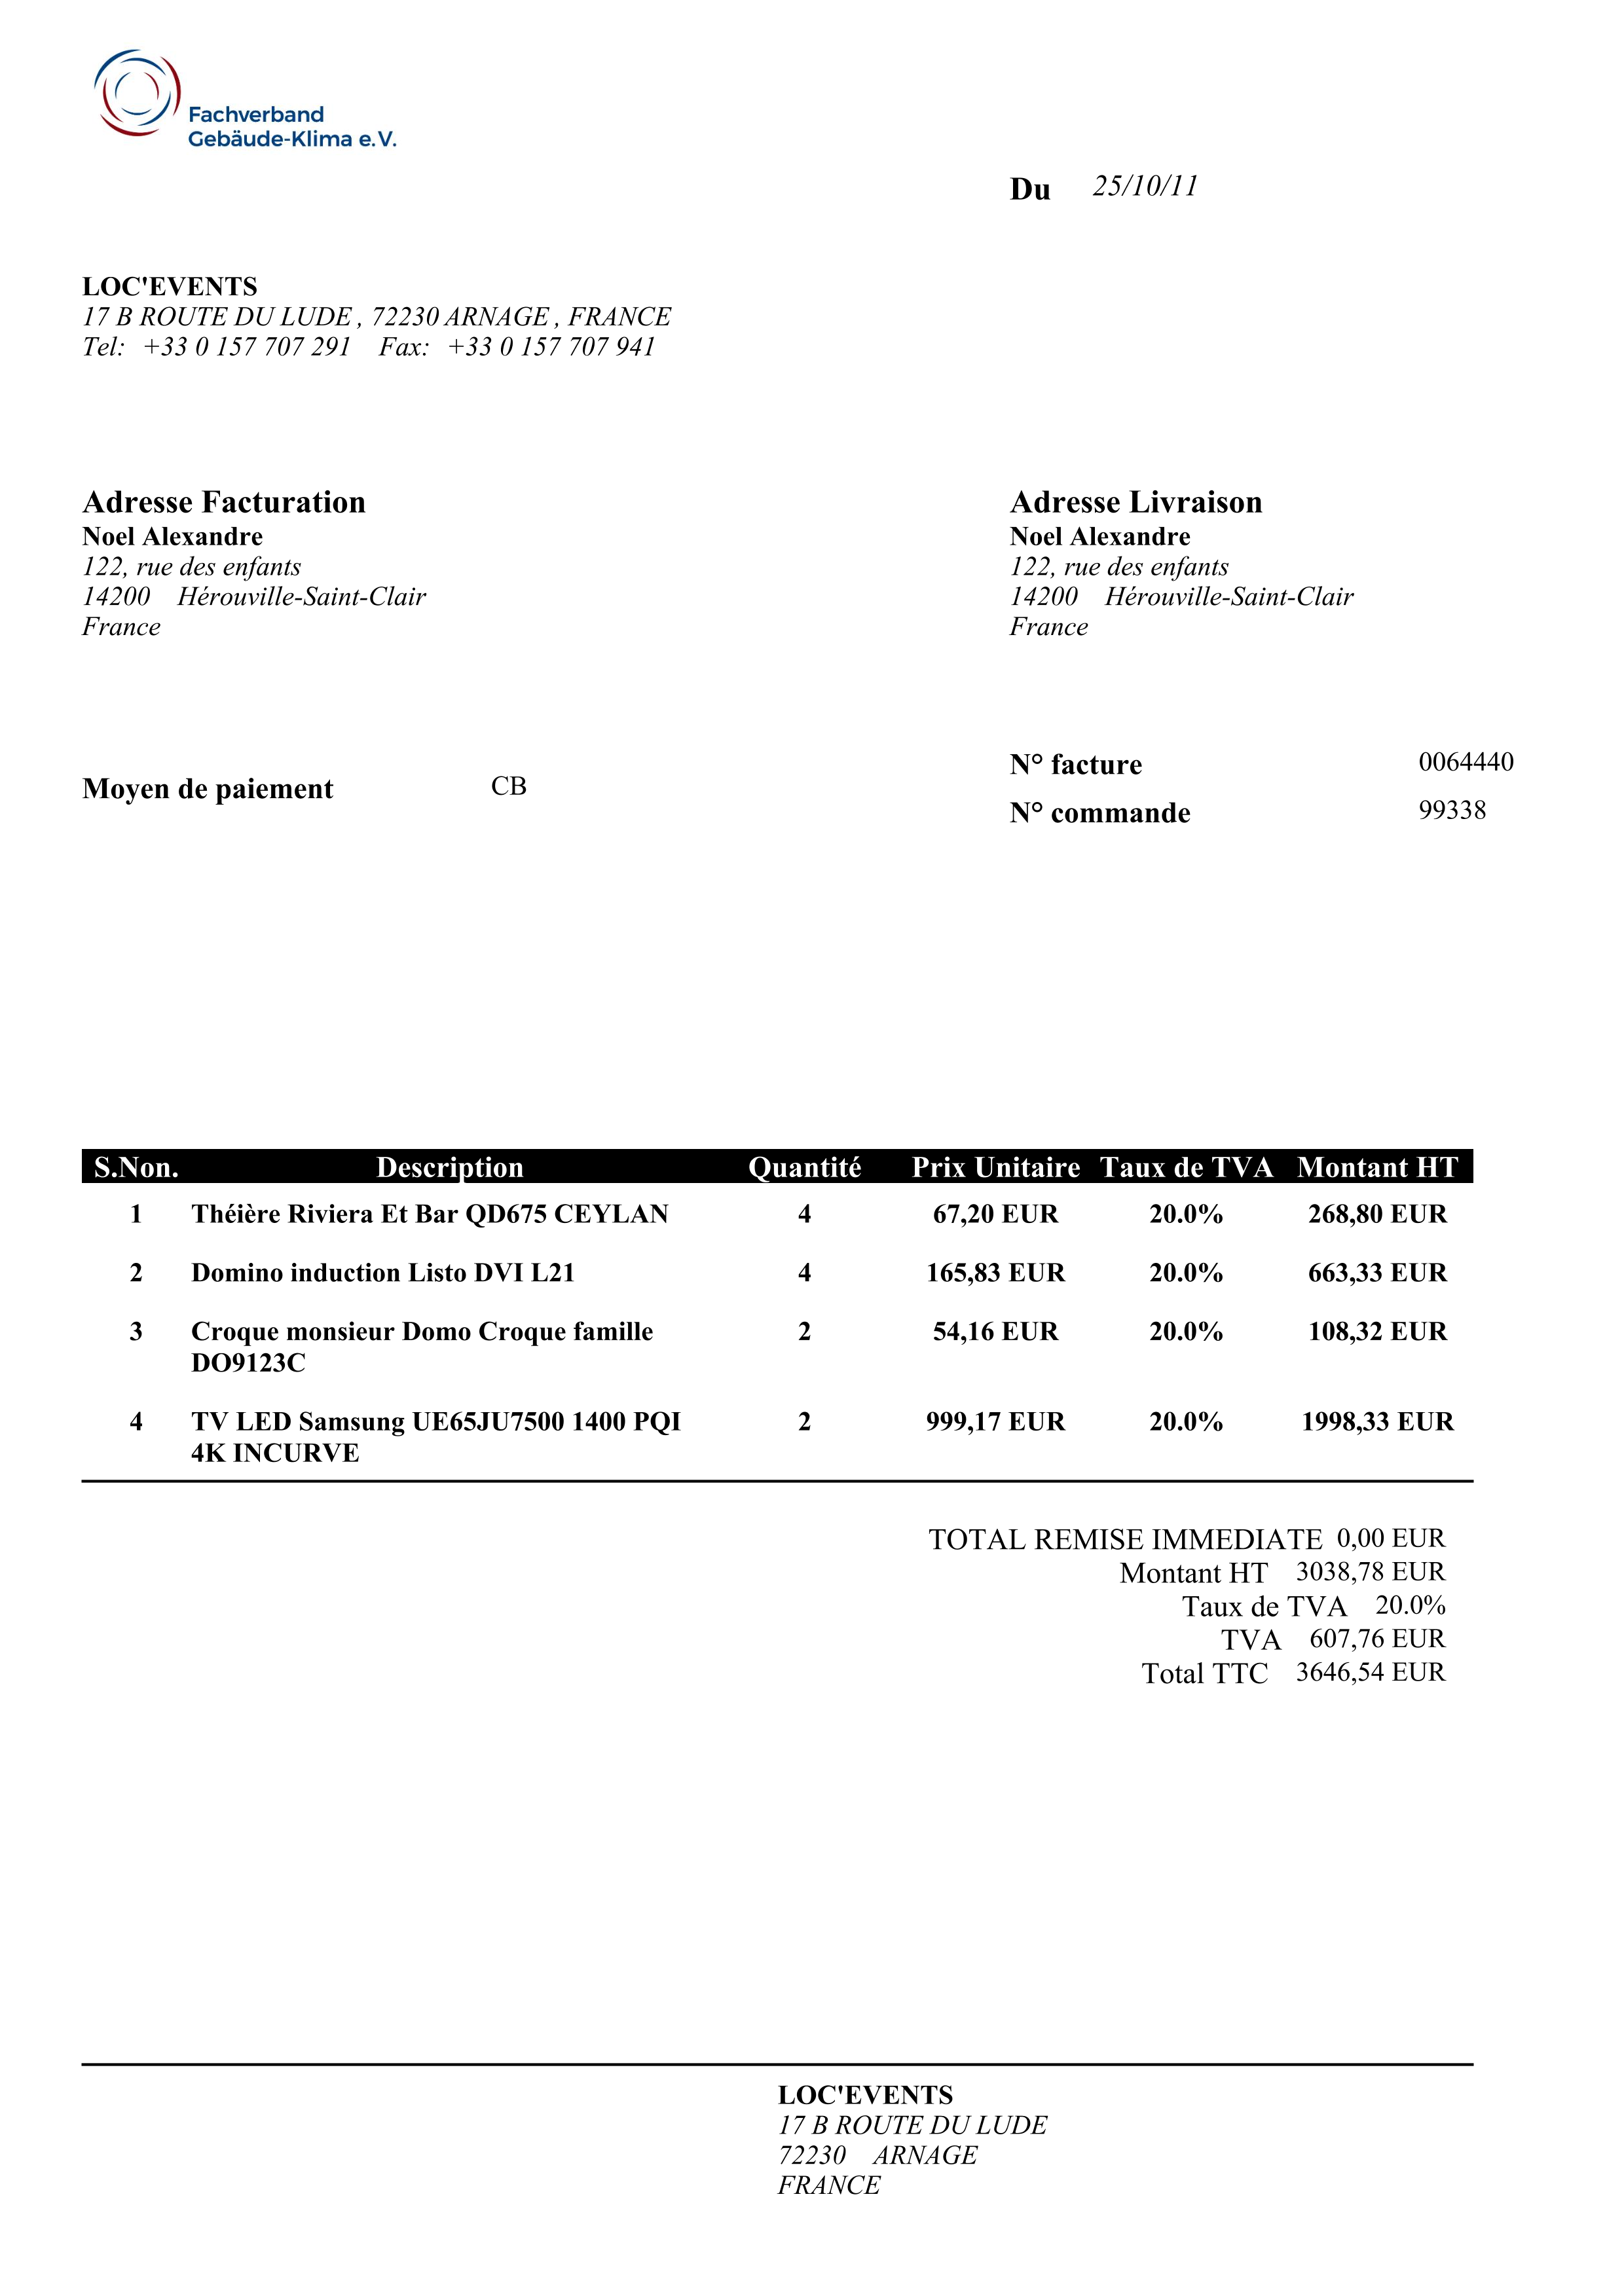 Fachverband
Gebäude-Klima e.V.
Du 25/10/11
LOC'EVENTS
17 B ROUTE DU LUDE , 72230 ARNAGE , FRANCE
Tel: +33 0 157 707 291 Fax: +33 0 157 707 941
Adresse Facturation
Noel Alexandre
122, rue des enfants
14200 Hérouville-Saint-Clair
France
Adresse Livraison
Noel Alexandre
122, rue des enfants
14200 Hérouville-Saint-Clair
France
Moyen de paiement CB
N° facture 0064440
N° commande 99338
S.Non. Description Quantité Prix Unitaire Taux de TVA Montant HT
1 Théière Riviera Et Bar QD675 CEYLAN 4 67,20 EUR 20.0% 268,80 EUR
2 Domino induction Listo DVI L21 4 165,83 EUR 20.0% 663,33 EUR
3 Croque monsieur Domo Croque famille 2 54,16 EUR 20.0% 108,32 EUR
DO9123C
4 TV LED Samsung UE65JU7500 1400 PQI 2 999,17 EUR 20.0% 1998,33 EUR
4K INCURVE
TOTAL REMISE IMMEDIATE 0,00 EUR
Montant HT 3038,78 EUR
Taux de TVA 20.0%
TVA 607,76 EUR
Total TTC 3646,54 EUR
LOC'EVENTS
17 B ROUTE DU LUDE
72230 ARNAGE
FRANCE